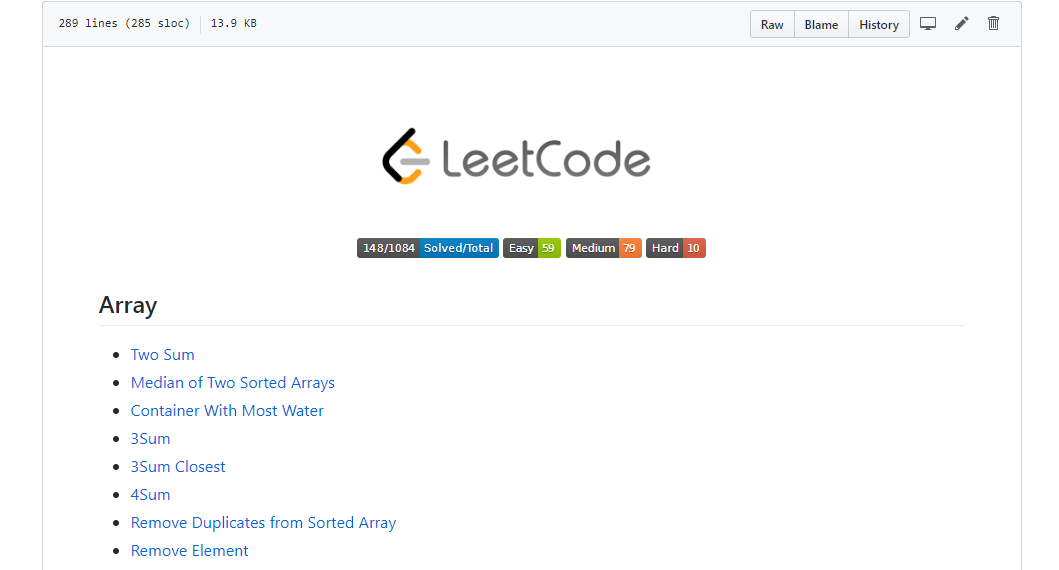 289 lines (285 sloc) 13.9 KB Raw Blame History
LeetCode
148/1084 Solved/Total Easy 59 Medium 79 Hard 10
Array
Two Sum
Median of Two Sorted Arrays
Container With Most Water
3Sum
3Sum Closest
4Sum
Remove Duplicates from Sorted Array
Remove Element